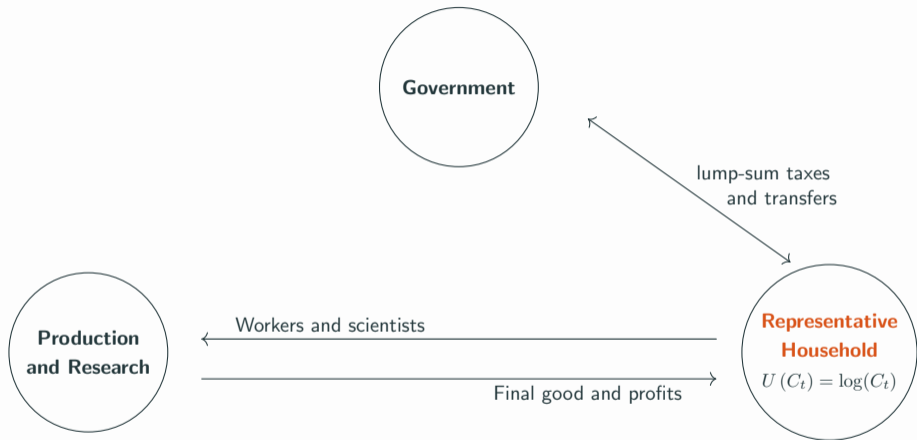 Government
lump-sum taxes
and transfers
Production
and Research
Workers and scientists
Final good and profits
Representative
Household
U (C_t) = log(C_t)